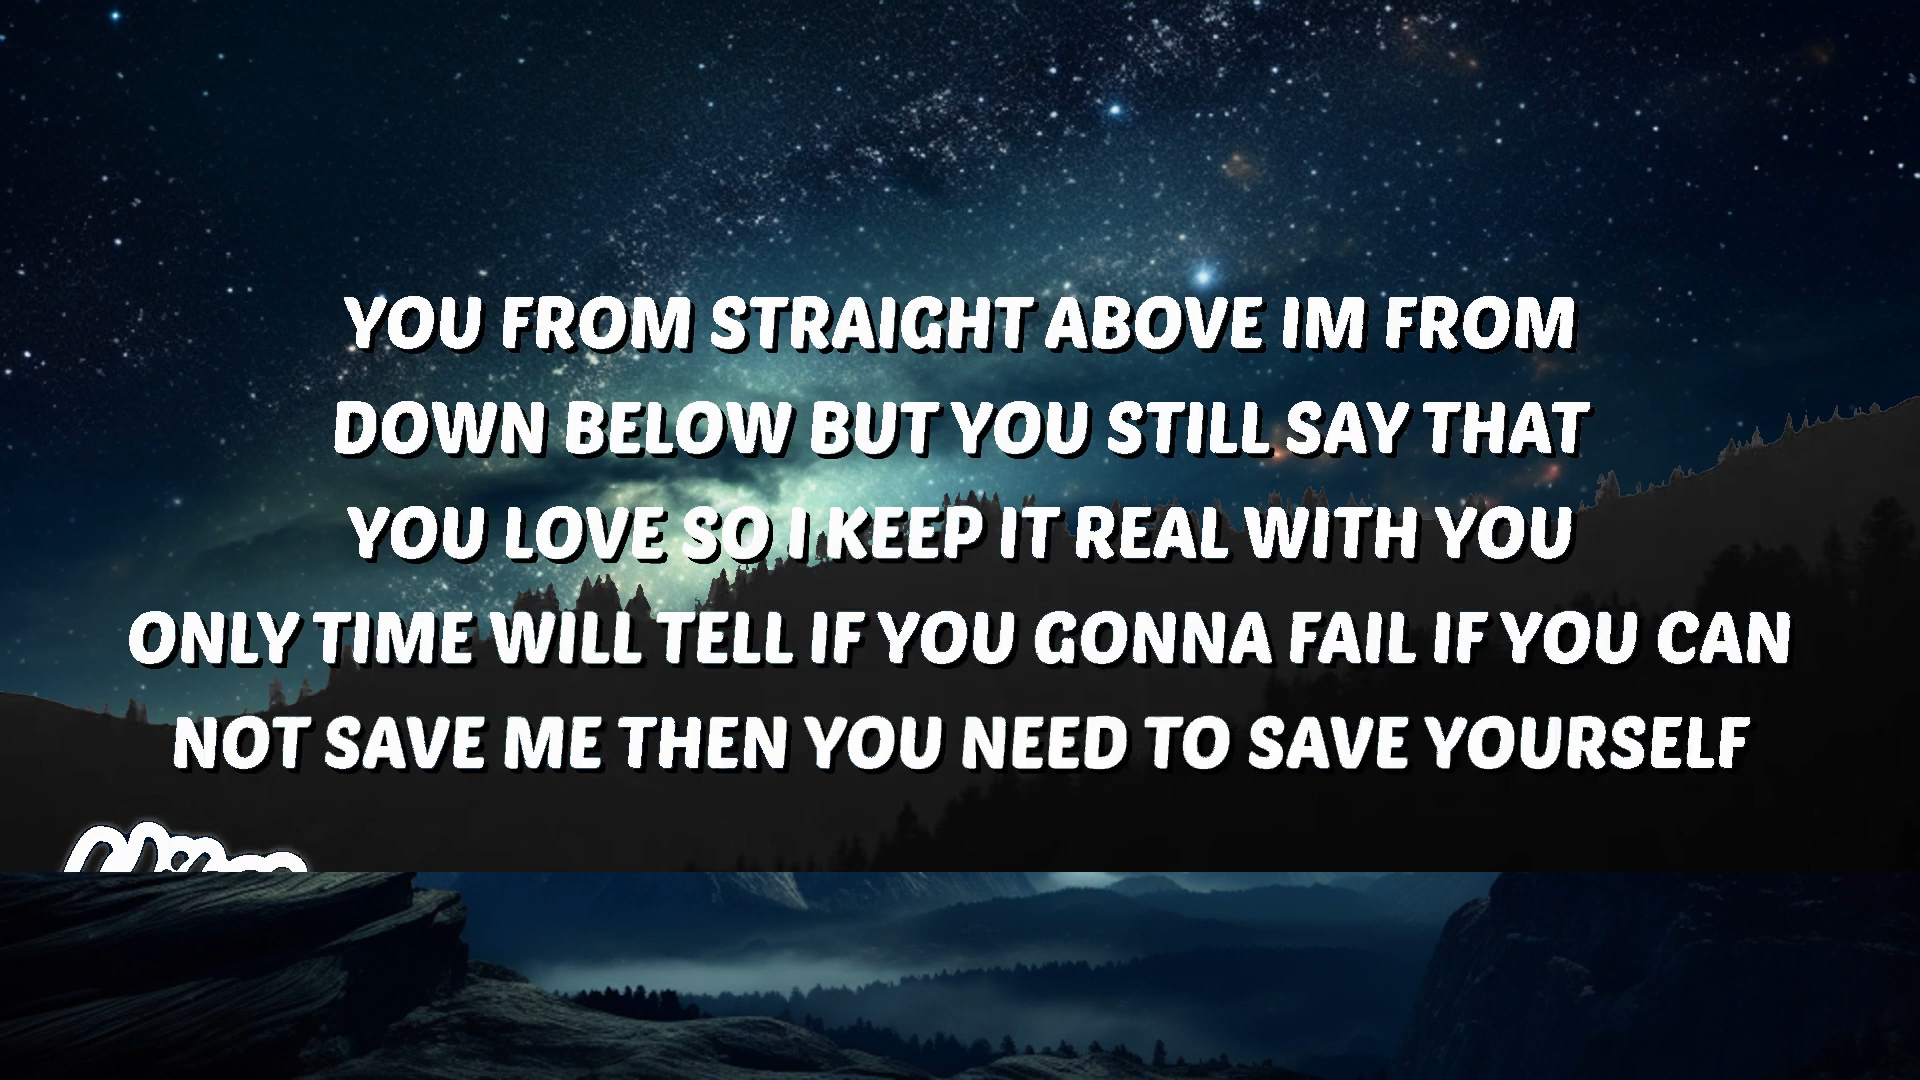 YOU FROM STRAIGHT ABOVE IM FROM
DOWN BELOW BUT YOU STILL SAY THAT
YOU LOVE SO I KEEP IT REAL WITH YOU
ONLY TIME WILL TELL IF YOU GONNA FAIL IF YOU CAN
NOT SAVE ME THEN YOU NEED TO SAVE YOURSELF